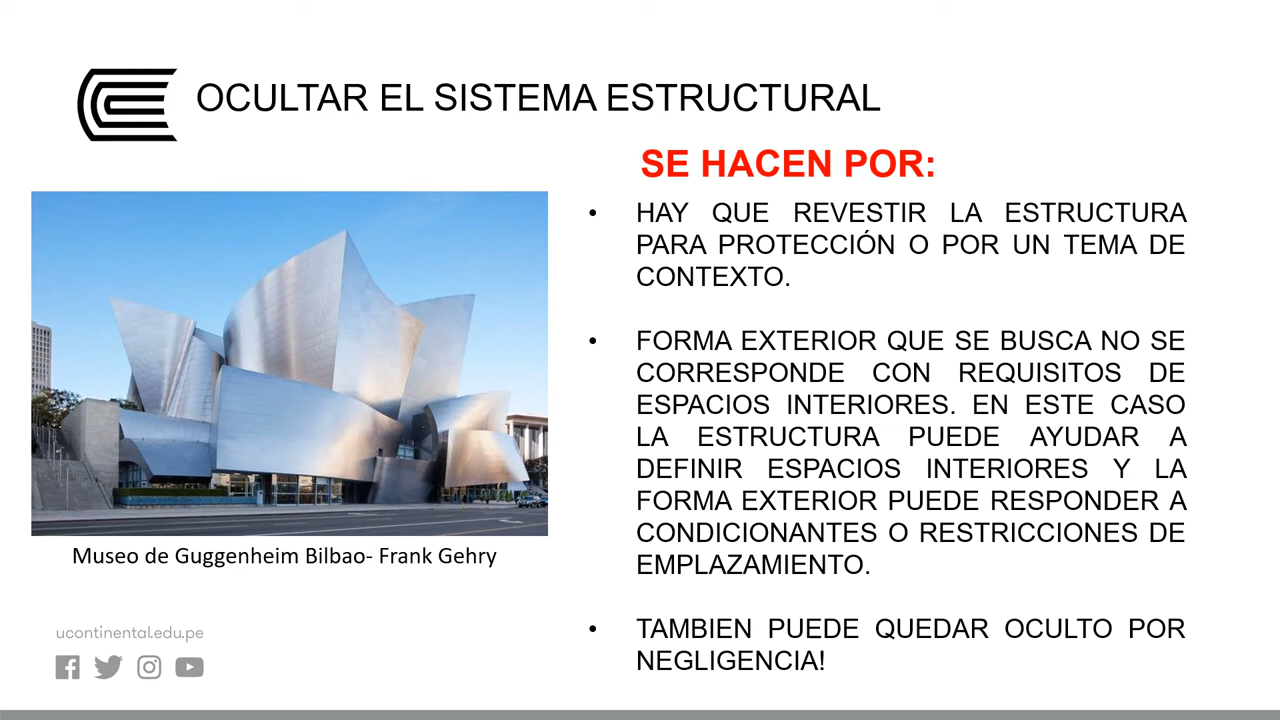 OCULTAR EL SISTEMA ESTRUCTURAL
SE HACEN POR:
• HAY QUE REVESTIR LA ESTRUCTURA
PARA PROTECCIÓN O POR UN TEMA DE
CONTEXTO.
• FORMA EXTERIOR QUE SE BUSCA NO SE
CORRESPONDE CON REQUISITOS DE
ESPACIOS INTERIORES. EN ESTE CASO
LA ESTRUCTURA PUEDE AYUDAR A
DEFINIR ESPACIOS INTERIORES Y LA
FORMA EXTERIOR PUEDE RESPONDER A
CONDICIONANTES O RESTRICCIONES DE
EMPLAZAMIENTO.
• TAMBIEN PUEDE QUEDAR OCULTO POR
NEGLIGENCIA!
Museo de Guggenheim Bilbao- Frank Gehry
ucontinental.edu.pe